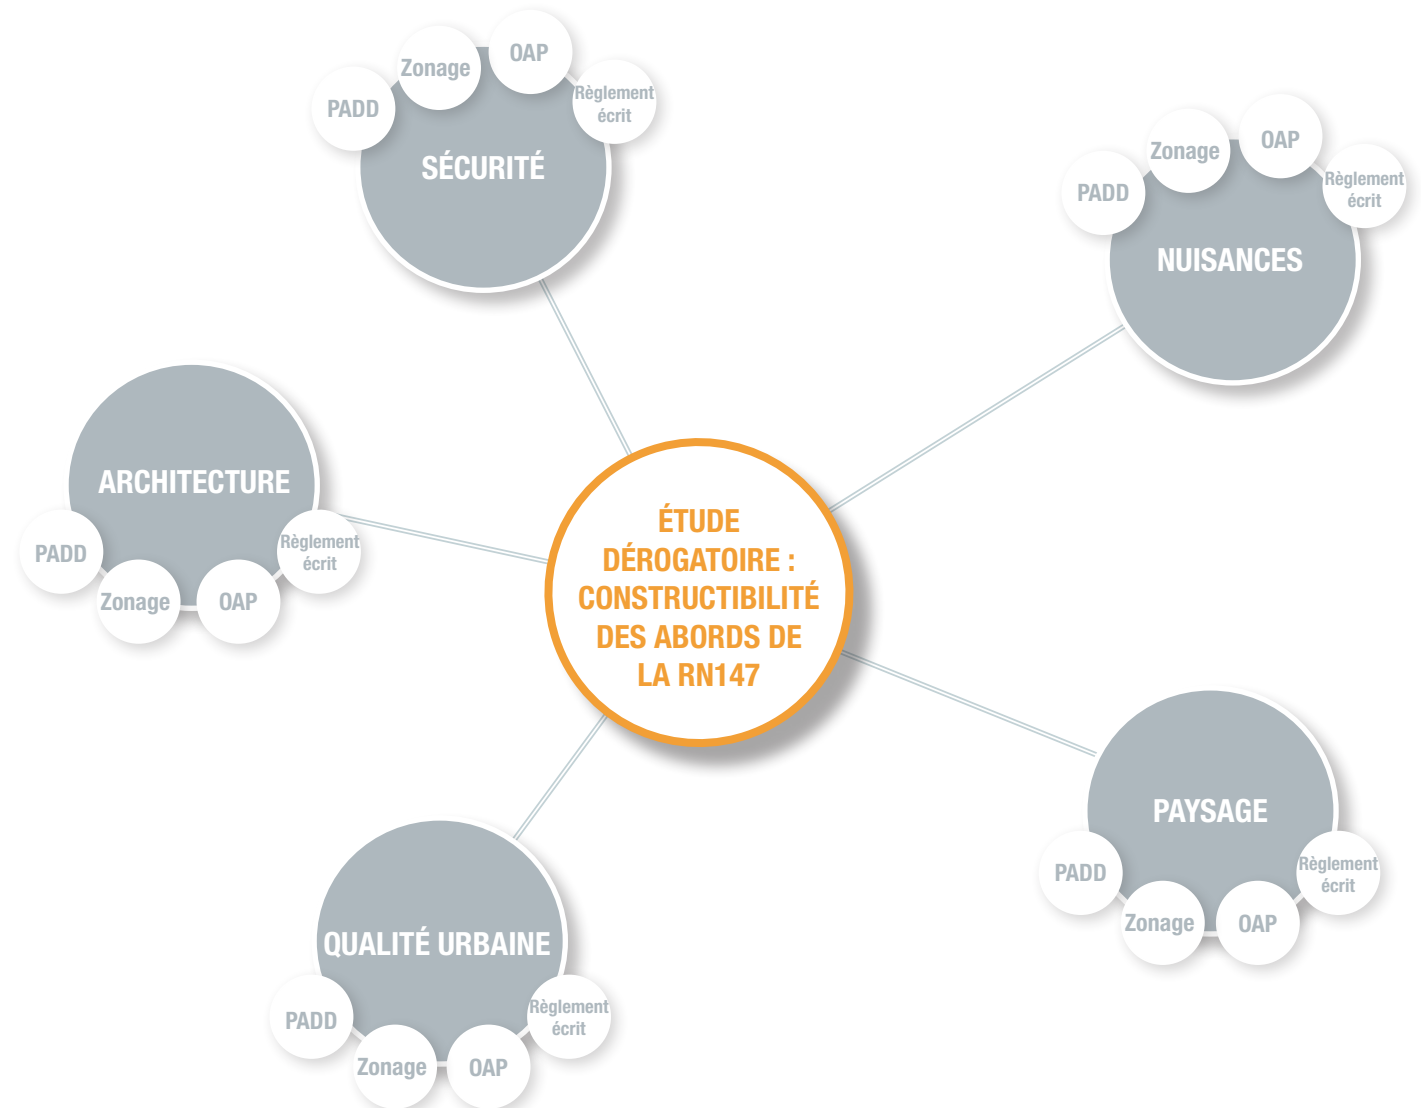 PADD
Zonage
OAP
Règlement
écrit
SÉCURITÉ
PADD
Zonage
OAP
Règlement
écrit
NUISANCES
ARCHITECTURE
PADD
Zonage
OAP
Règlement
écrit
ÉTUDE
DÉROGATOIRE :
CONSTRUCTIBILITÉ
DES ABORDS DE
LA RN147
PAYSAGE
PADD
Zonage
OAP
Règlement
écrit
QUALITÉ URBAINE
PADD
Zonage
OAP
Règlement
écrit